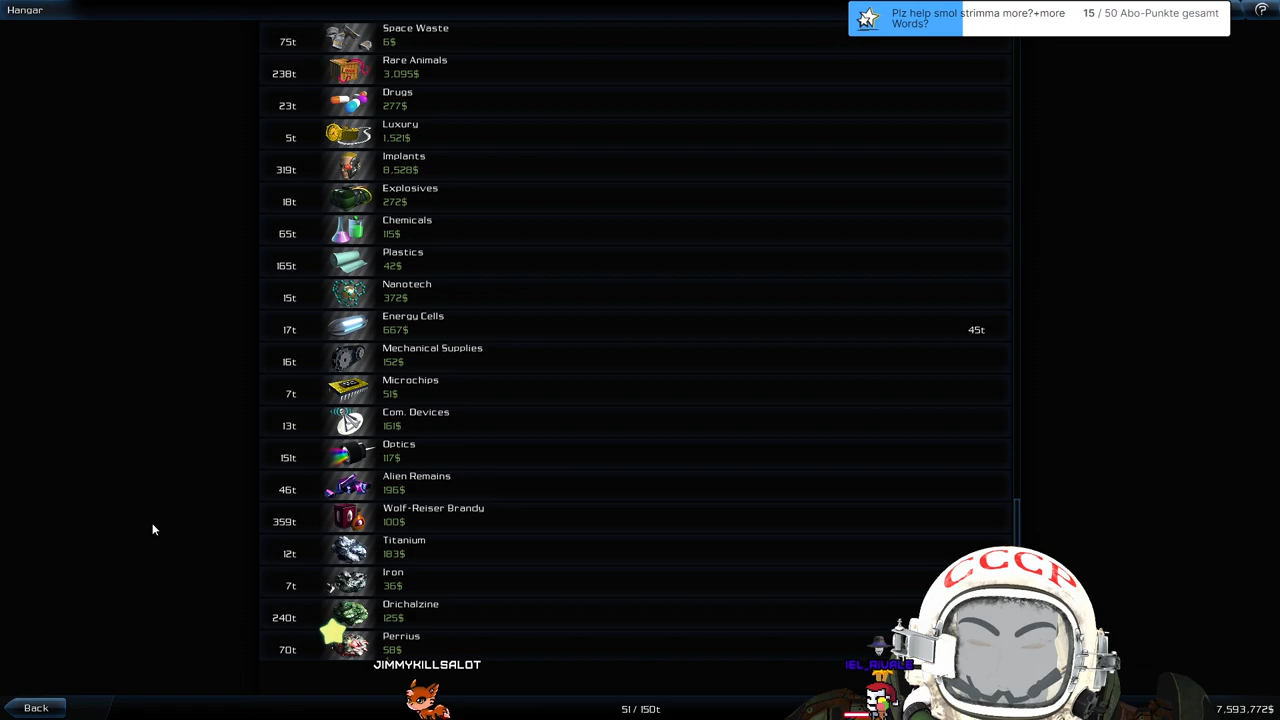 Hangar
Plz help smol strimma more?+more
Words?
15 / 50 Abo-Punkte gesamt
75t Space Waste
6$
238t Rare Animals
3,095$
23t Drugs
277$
5t Luxury
1,521$
319t Implants
8,528$
18t Explosives
272$
65t Chemicals
115$
165t Plastics
42$
15t Nanotech
372$
17t Energy Cells
667$ 45t
16t Mechanical Supplies
152$
7t Microchips
51$
13t Com. Devices
161$
151t Optics
117$
46t Alien Remains
196$
359t Wolf-Reiser Brandy
100$
12t Titanium
183$
7t Iron
36$
240t Orichalzine
125$
70t Perrius
58$
JIMMYKILLSALOT
CCCP
Back
51 / 150t
7,593,772$